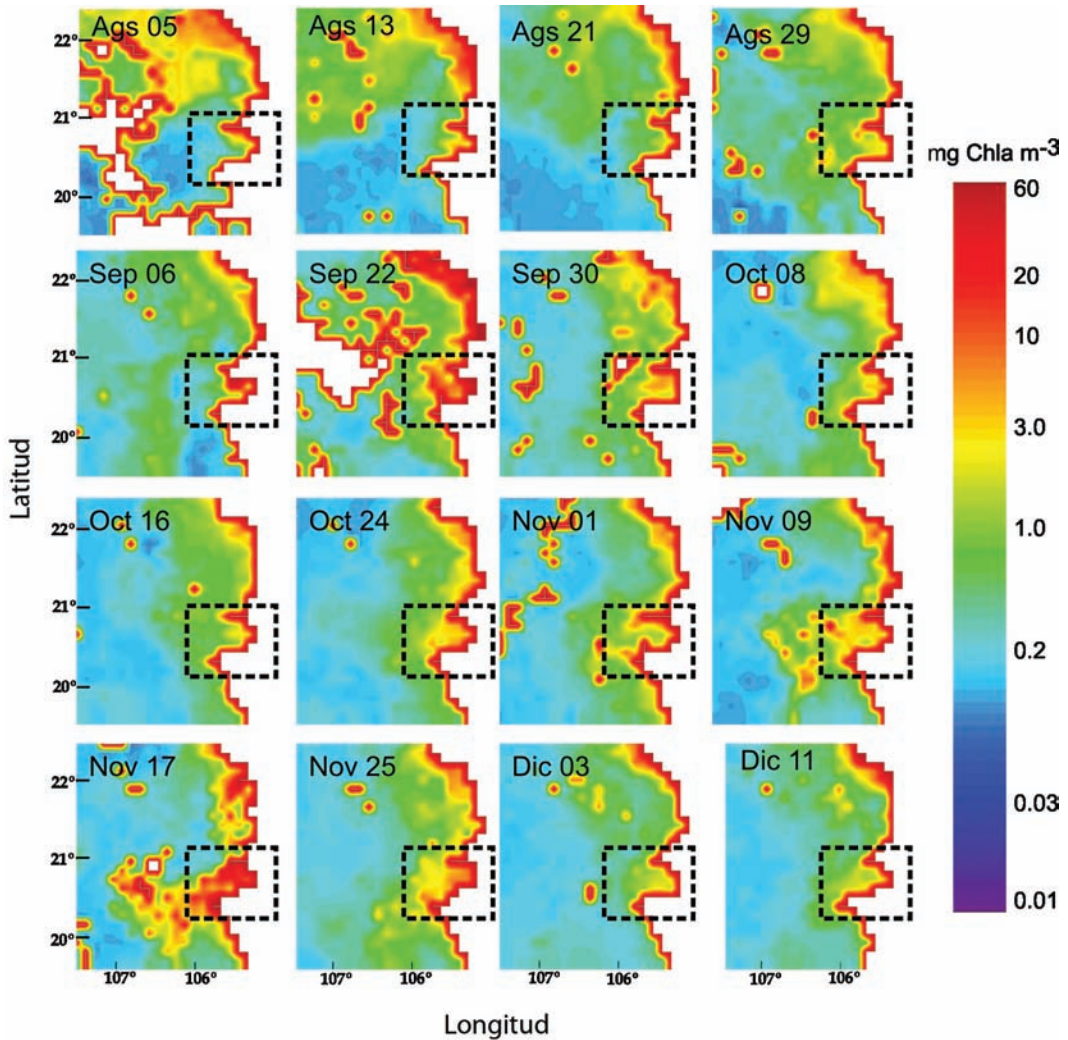 Ags 05 Ags 13 Ags 21 Ags 29
22°
21°
20°
mg Chla m⁻³
60
20
10
3.0
1.0
0.2
0.03
0.01
Sep 06 Sep 22 Sep 30 Oct 08
22°
21°
20°
Latitud
Oct 16 Oct 24 Nov 01 Nov 09
22°
21°
20°
Nov 17 Nov 25 Dic 03 Dic 11
22°
21°
20°
107° 106° 107° 106° 107° 106° 107° 106°
Longitud